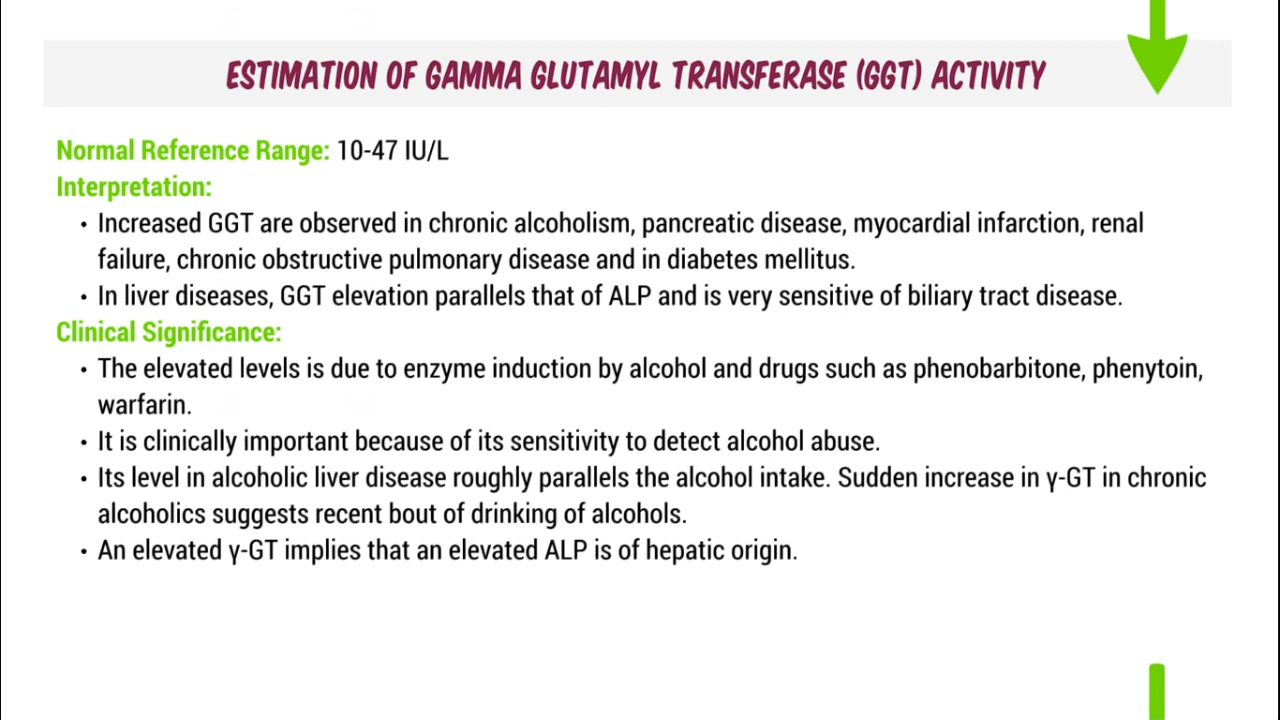 ESTIMATION OF GAMMA GLUTAMYL TRANSFERASE (GGT) ACTIVITY
Normal Reference Range: 10-47 IU/L
Interpretation:
• Increased GGT are observed in chronic alcoholism, pancreatic disease, myocardial infarction, renal
failure, chronic obstructive pulmonary disease and in diabetes mellitus.
• In liver diseases, GGT elevation parallels that of ALP and is very sensitive of biliary tract disease.
Clinical Significance:
• The elevated levels is due to enzyme induction by alcohol and drugs such as phenobarbitone, phenytoin,
warfarin.
• It is clinically important because of its sensitivity to detect alcohol abuse.
• Its level in alcoholic liver disease roughly parallels the alcohol intake. Sudden increase in γ-GT in chronic
alcoholics suggests recent bout of drinking of alcohols.
• An elevated γ-GT implies that an elevated ALP is of hepatic origin.